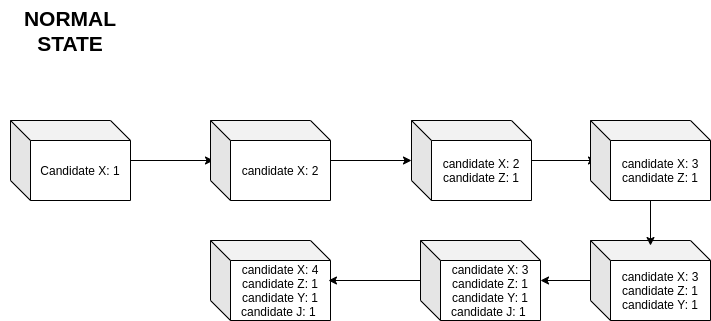 NORMAL
STATE
Candidate X: 1
candidate X: 2
candidate X: 2
candidate Z: 1
candidate X: 3
candidate Z: 1
candidate X: 3
candidate Z: 1
candidate Y: 1
candidate X: 3
candidate Z: 1
candidate Y: 1
candidate J: 1
candidate X: 4
candidate Z: 1
candidate Y: 1
candidate J: 1